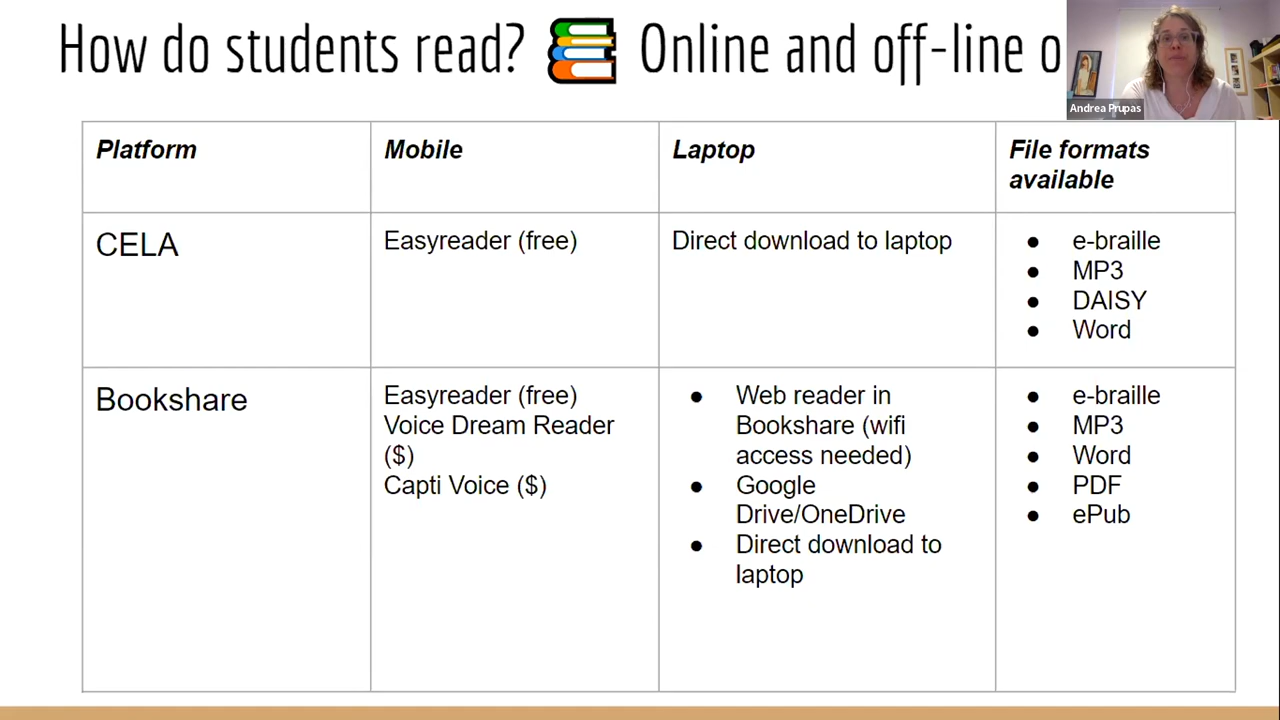 How do students read? 📚 Online and off-line o
Andrea Prupas
Platform
Mobile
Laptop
File formats
available
CELA
Easyreader (free)
Direct download to laptop
● e-braille
● MP3
● DAISY
● Word
Bookshare
Easyreader (free)
Voice Dream Reader
($)
Capti Voice ($)
● Web reader in
Bookshare (wifi
access needed)
● Google
Drive/OneDrive
● Direct download to
laptop
● e-braille
● MP3
● Word
● PDF
● ePub